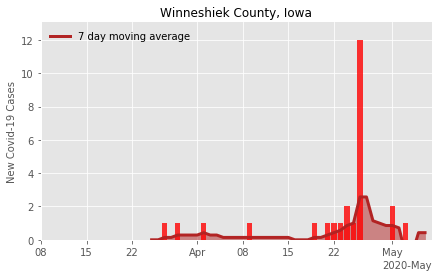 Winneshiek County, Iowa
7 day moving average
New Covid-19 Cases
12
10
8
6
4
2
0
08 15 22 Apr 08 15 22 May
2020-May